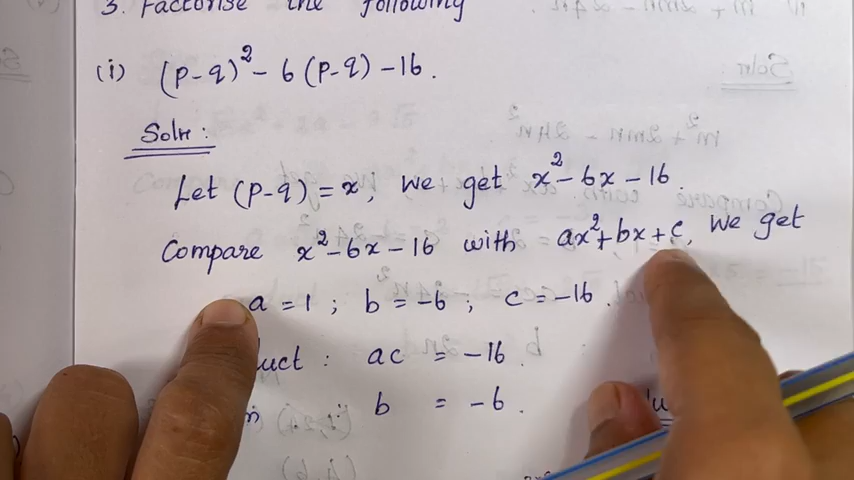 3. Factorise the following
(i) (p-q)² - 6(p-q) - 16.
Soln:
Let (p-q) = x, we get x² - 6x - 16.
Compare x² - 6x - 16 with ax² + bx + c, we get
a = 1 ; b = -6 ; c = -16.
duct : ac = -16.
b = -6.